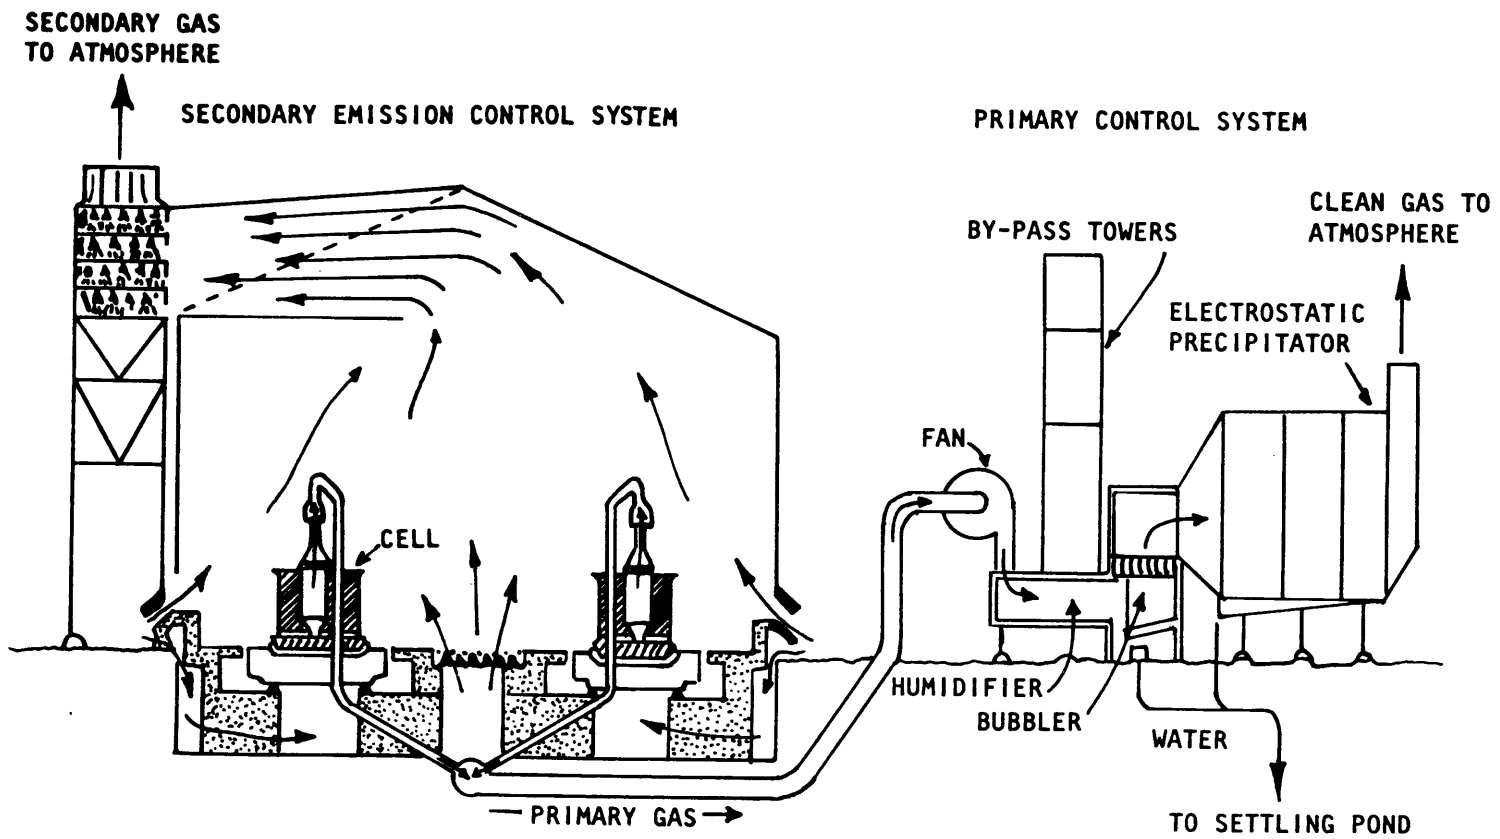 SECONDARY GAS
TO ATMOSPHERE
SECONDARY EMISSION CONTROL SYSTEM
PRIMARY CONTROL SYSTEM
CLEAN GAS TO
ATMOSPHERE
BY-PASS TOWERS
ELECTROSTATIC
PRECIPITATOR
FAN
CELL
HUMIDIFIER
BUBBLER
WATER
PRIMARY GAS
TO SETTLING POND